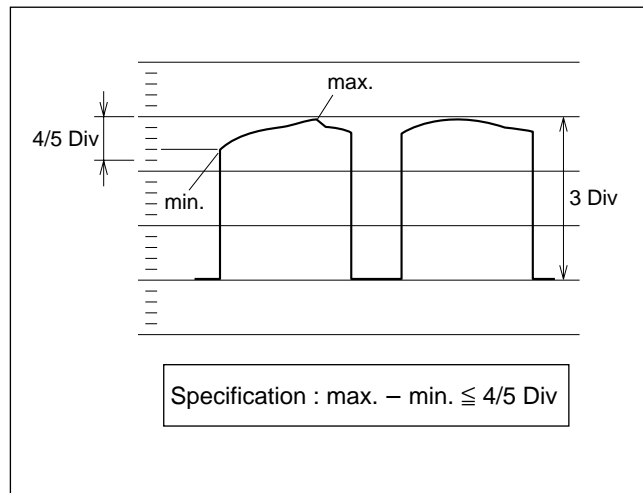 max.
4/5 Div
min.
3 Div
Specification : max. − min. ≦ 4/5 Div